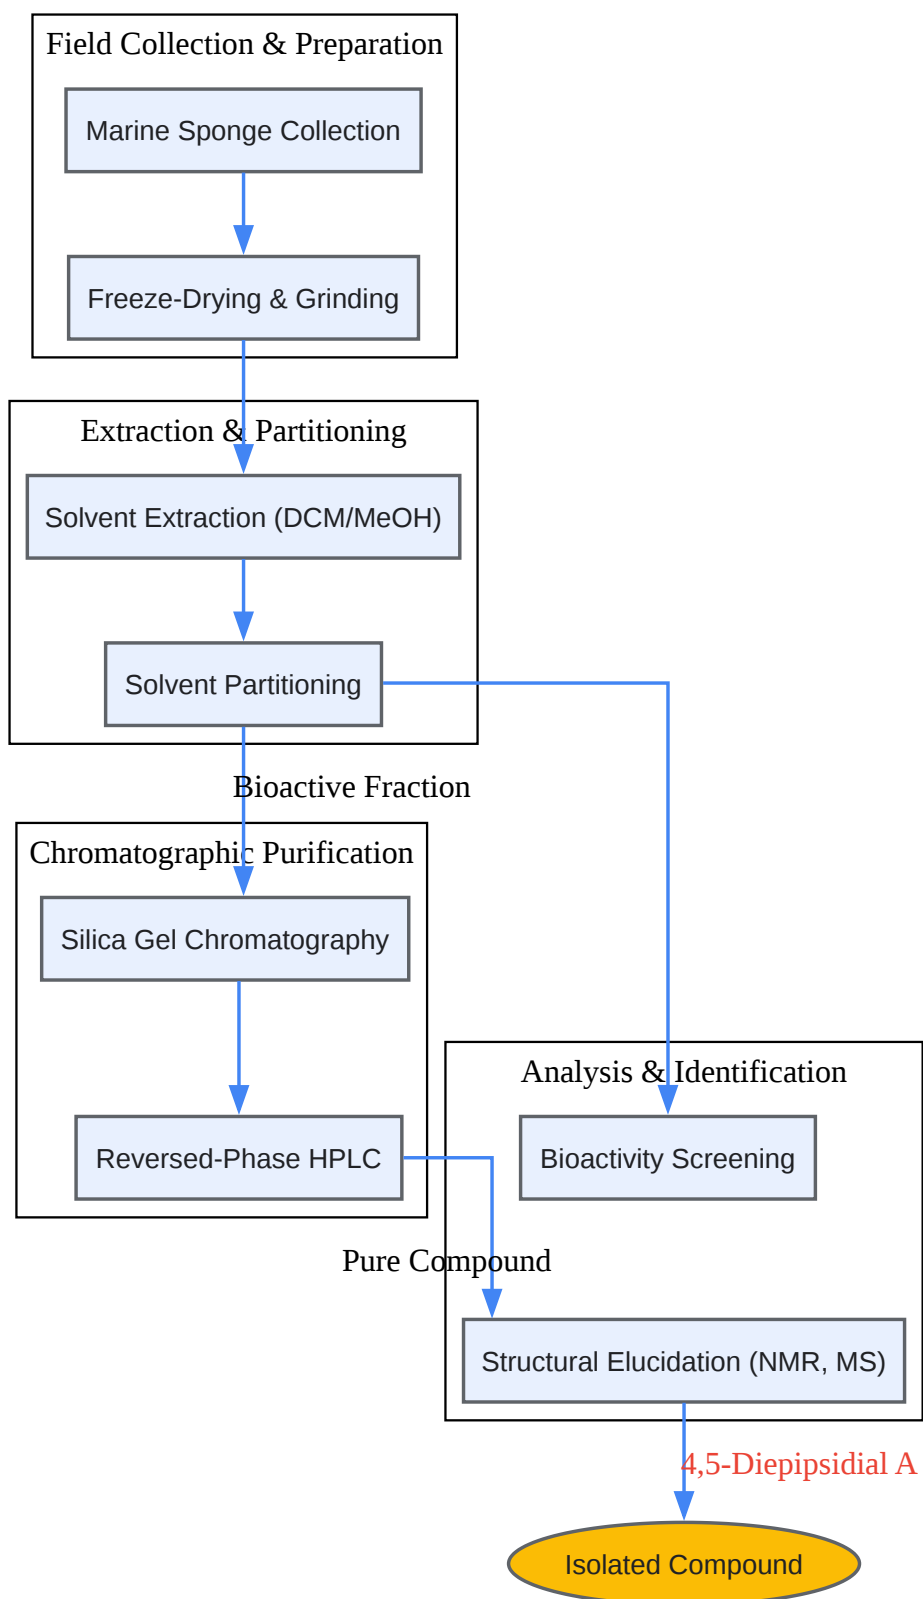 Field Collection & Preparation
Marine Sponge Collection
Freeze-Drying & Grinding
Extraction & Partitioning
Solvent Extraction (DCM/MeOH)
Solvent Partitioning
Bioactive Fraction
Chromatographic Purification
Silica Gel Chromatography
Reversed-Phase HPLC
Analysis & Identification
Bioactivity Screening
Pure Compound
Structural Elucidation (NMR, MS)
4,5-Diepipsidial A
Isolated Compound